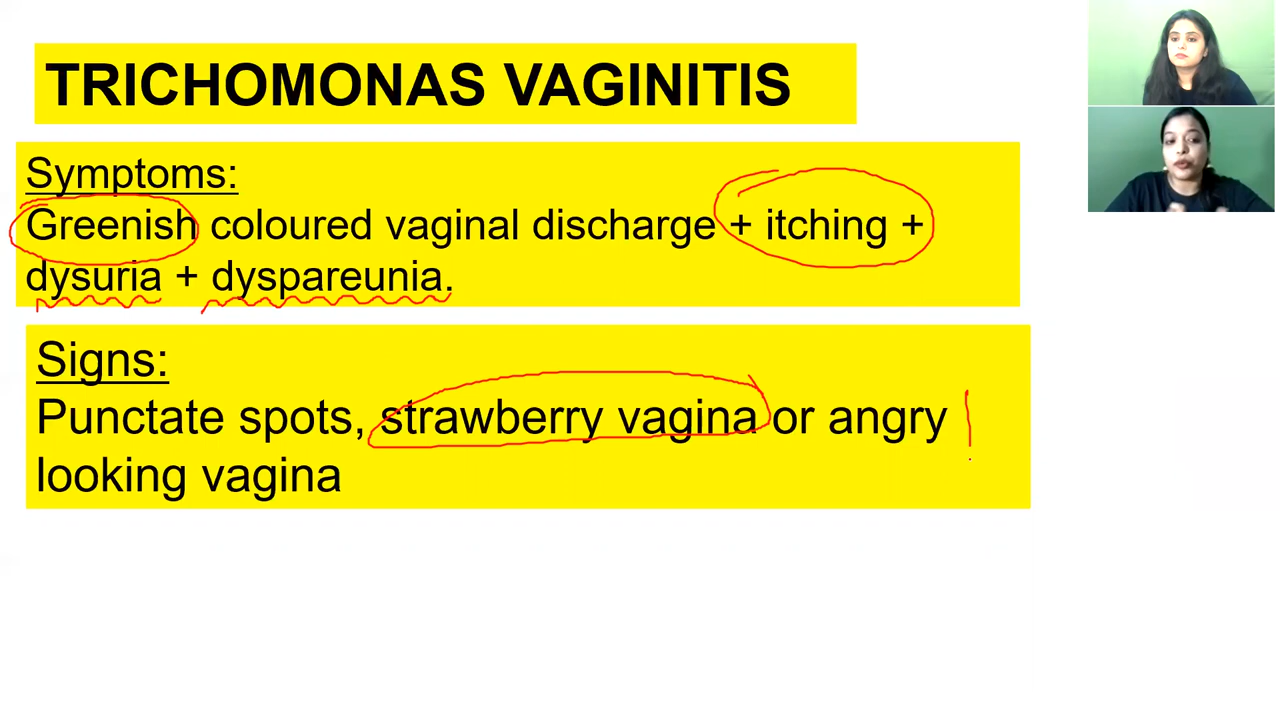 TRICHOMONAS VAGINITIS
Symptoms:
Greenish coloured vaginal discharge + itching +
dysuria + dyspareunia.
Signs:
Punctate spots, strawberry vagina or angry
looking vagina